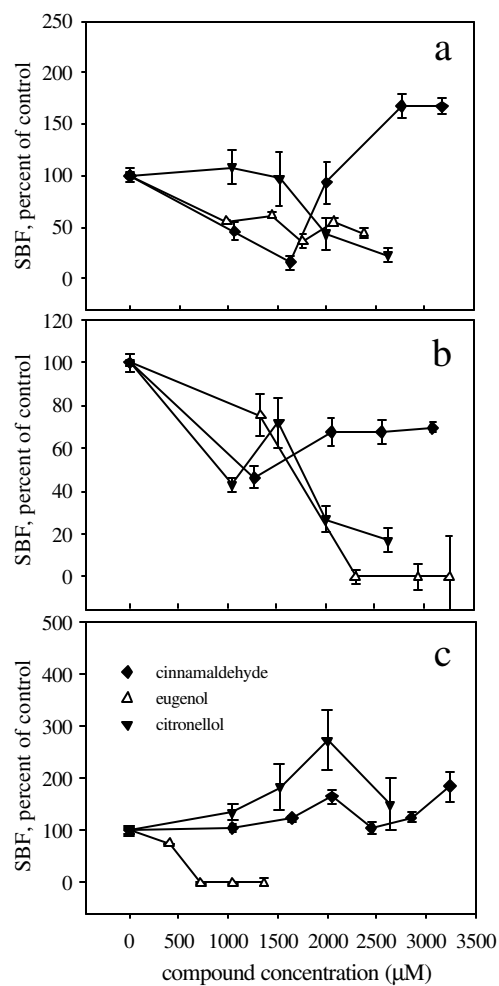 250
200
150
100
50
0
SBF, percent of control
a
120
100
80
60
40
20
0
SBF, percent of control
b
500
400
300
200
100
0
SBF, percent of control
c
cinnamaldehyde
eugenol
citronellol
0 500 1000 1500 2000 2500 3000 3500
compound concentration (µM)